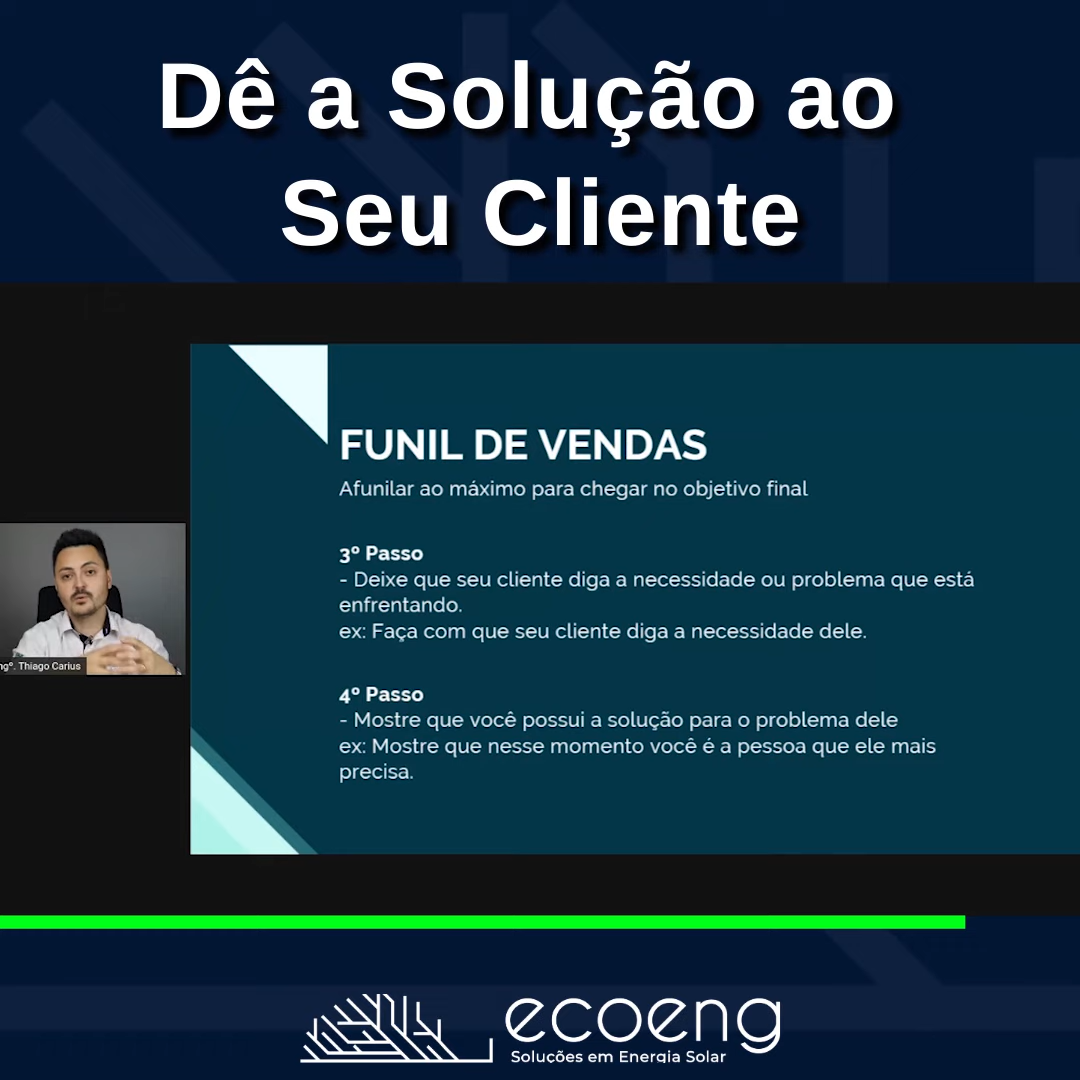 Dê a Solução ao
Seu Cliente
FUNIL DE VENDAS
Afunilar ao máximo para chegar no objetivo final
3º Passo
- Deixe que seu cliente diga a necessidade ou problema que está
enfrentando.
ex: Faça com que seu cliente diga a necessidade dele.
4º Passo
- Mostre que você possui a solução para o problema dele
ex: Mostre que nesse momento você é a pessoa que ele mais
precisa.
ngº. Thiago Carius
ecoeng
Soluções em Energia Solar